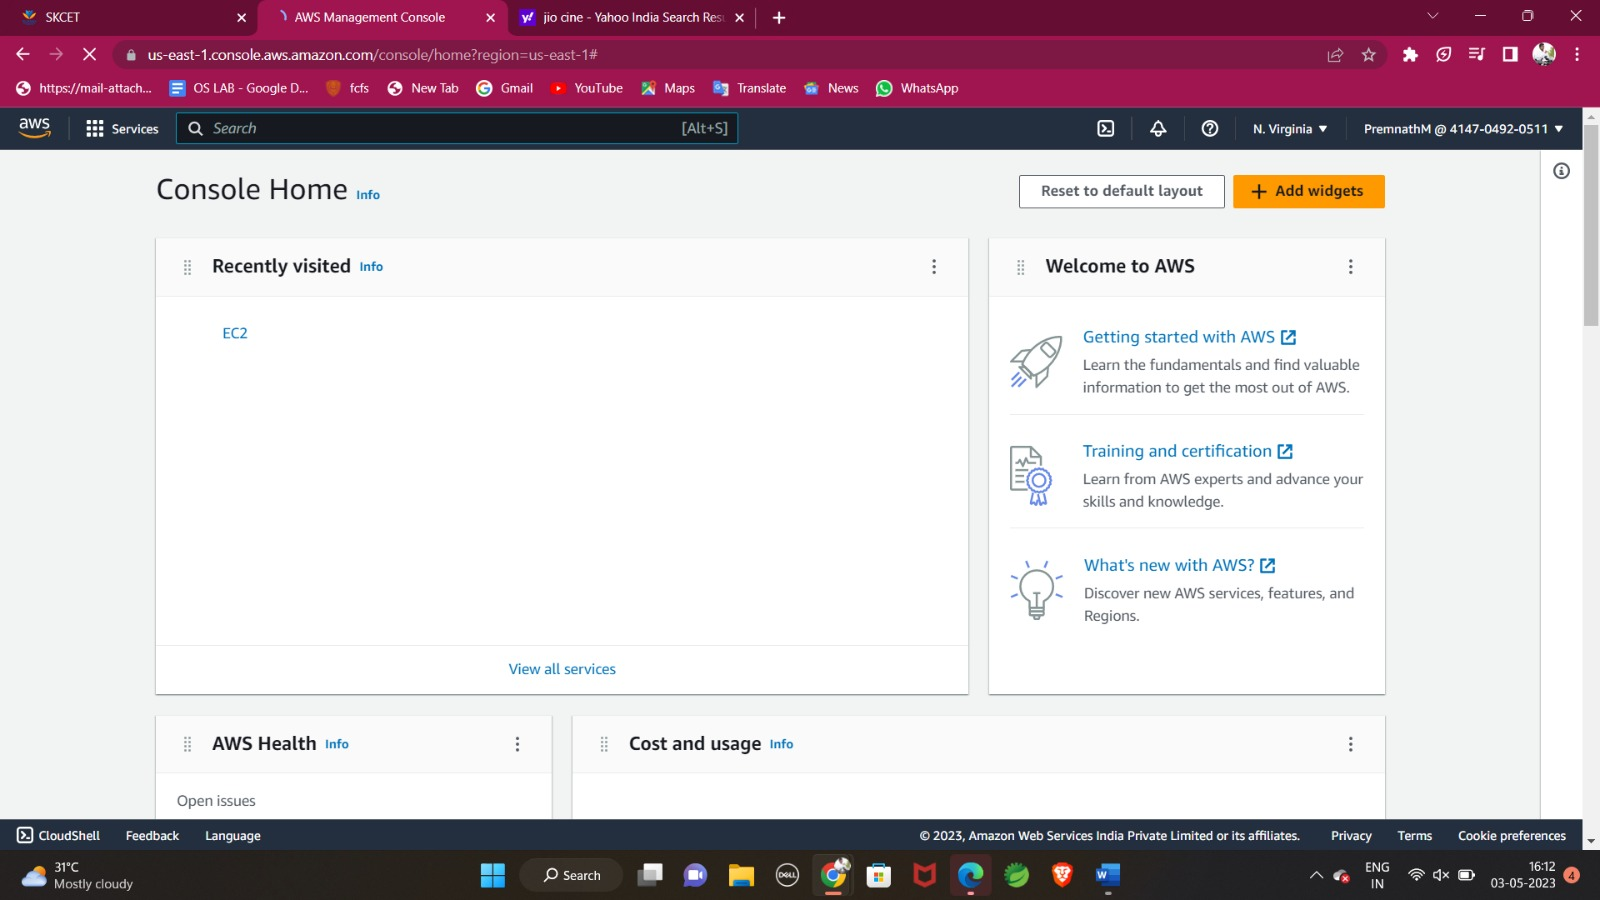 SKCET
AWS Management Console
jio cine - Yahoo India Search Res
us-east-1.console.aws.amazon.com/console/home?region=us-east-1#
https://mail-attach...
OS LAB - Google D...
fcfs
New Tab
Gmail
YouTube
Maps
Translate
News
WhatsApp
aws
Services
Search
[Alt+S]
N. Virginia
PremnathM @ 4147-0492-0511
Console Home Info
Reset to default layout
Add widgets
Recently visited Info
EC2
View all services
Welcome to AWS
Getting started with AWS
Learn the fundamentals and find valuable
information to get the most out of AWS.
Training and certification
Learn from AWS experts and advance your
skills and knowledge.
What's new with AWS?
Discover new AWS services, features, and
Regions.
AWS Health Info
Open issues
Cost and usage Info
CloudShell
Feedback
Language
© 2023, Amazon Web Services India Private Limited or its affiliates.
Privacy
Terms
Cookie preferences
31°C
Mostly cloudy
Search
DELL
W
ENG
IN
16:12
03-05-2023
4